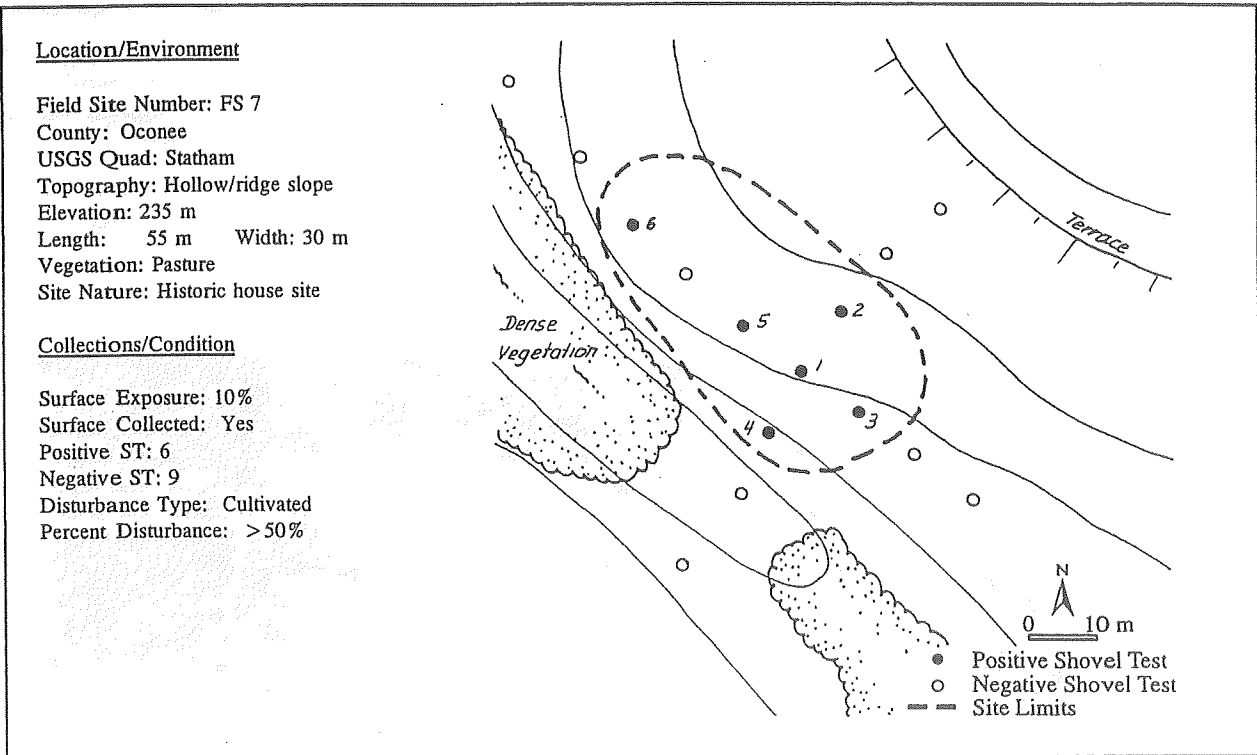 Location/Environment
Field Site Number: FS 7
County: Oconee
USGS Quad: Statham
Topography: Hollow/ridge slope
Elevation: 235 m
Length: 55 m Width: 30 m
Vegetation: Pasture
Site Nature: Historic house site
Collections/Condition
Surface Exposure: 10%
Surface Collected: Yes
Positive ST: 6
Negative ST: 9
Disturbance Type: Cultivated
Percent Disturbance: >50%
Terrace
6
2
5
1
3
4
Dense
Vegetation
N
0 10 m
Positive Shovel Test
Negative Shovel Test
Site Limits